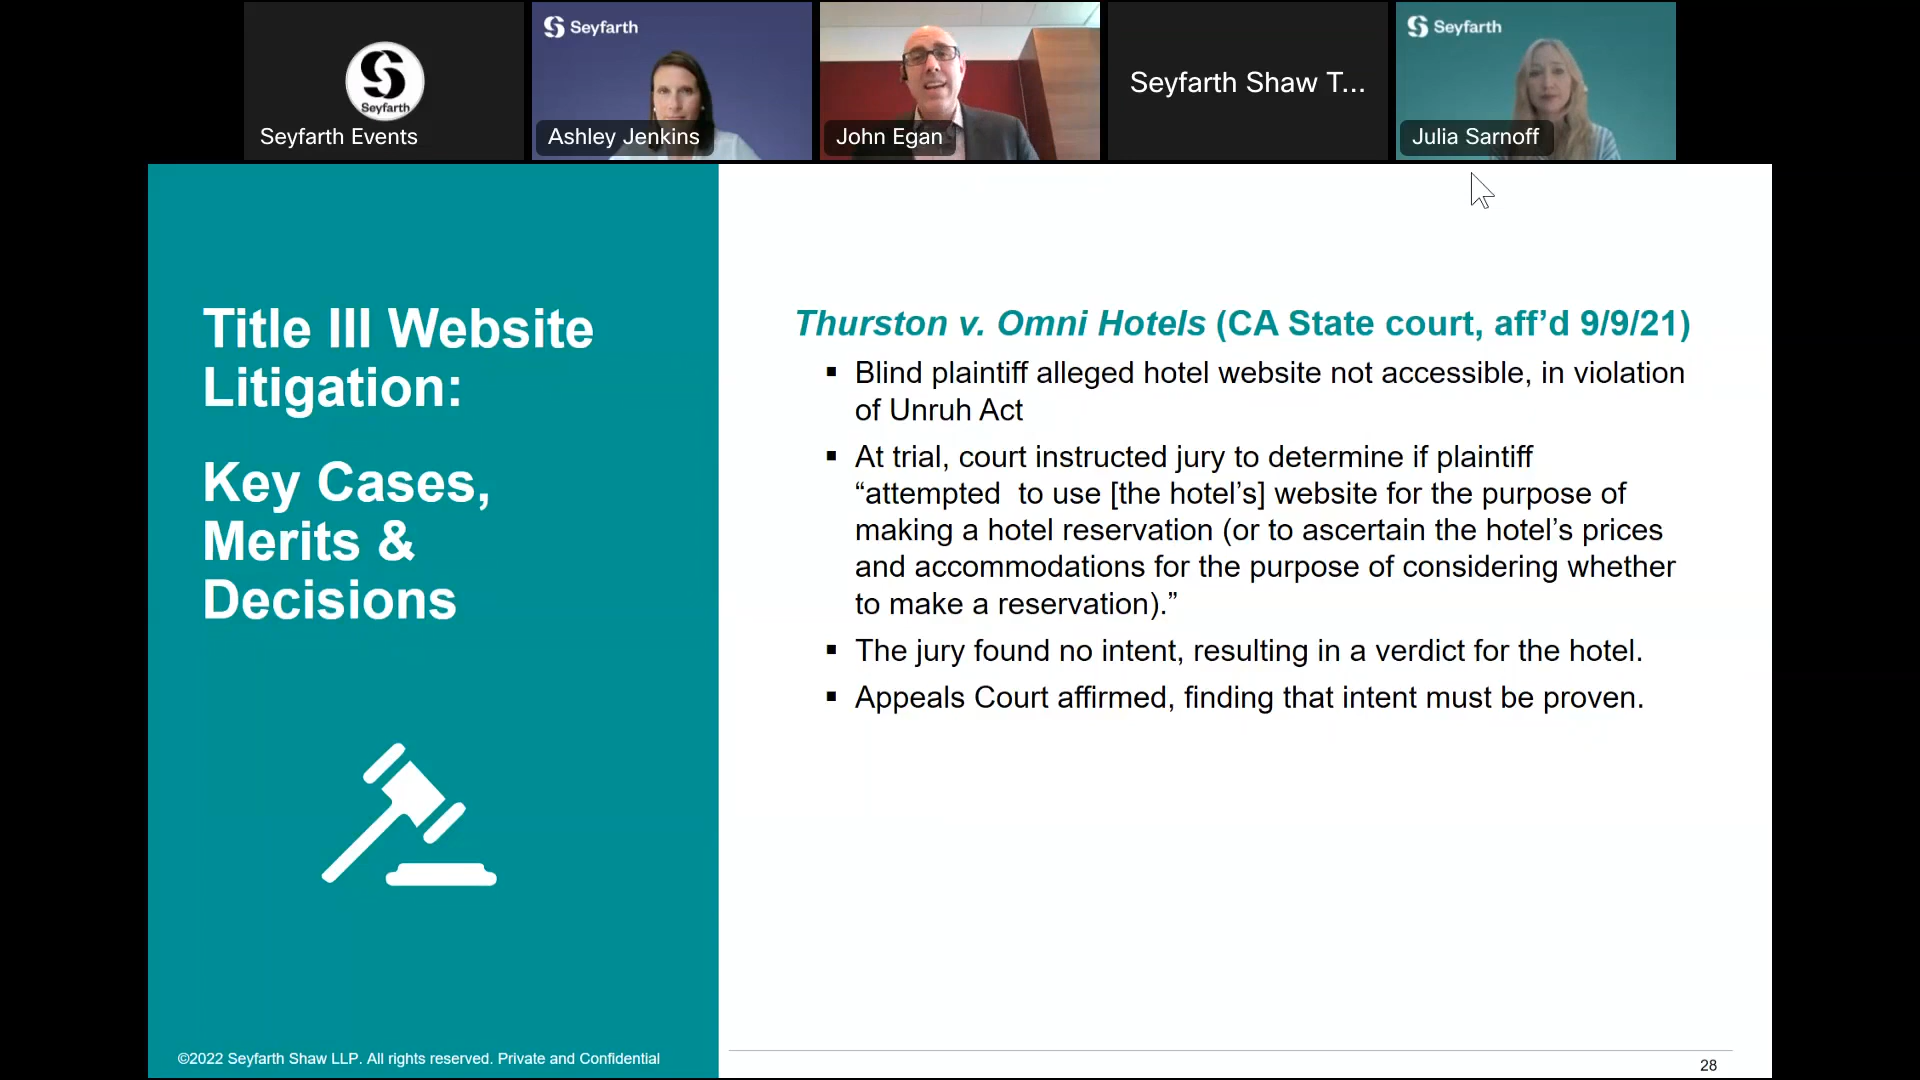 Seyfarth
Seyfarth Events
Seyfarth
Ashley Jenkins
John Egan
Seyfarth Shaw T...
Seyfarth
Julia Sarnoff
Title III Website
Litigation:
Key Cases,
Merits &
Decisions
©2022 Seyfarth Shaw LLP. All rights reserved. Private and Confidential
Thurston v. Omni Hotels (CA State court, aff’d 9/9/21)
▪ Blind plaintiff alleged hotel website not accessible, in violation
of Unruh Act
▪ At trial, court instructed jury to determine if plaintiff
“attempted  to use [the hotel’s] website for the purpose of
making a hotel reservation (or to ascertain the hotel’s prices
and accommodations for the purpose of considering whether
to make a reservation).”
▪ The jury found no intent, resulting in a verdict for the hotel.
▪ Appeals Court affirmed, finding that intent must be proven.
28